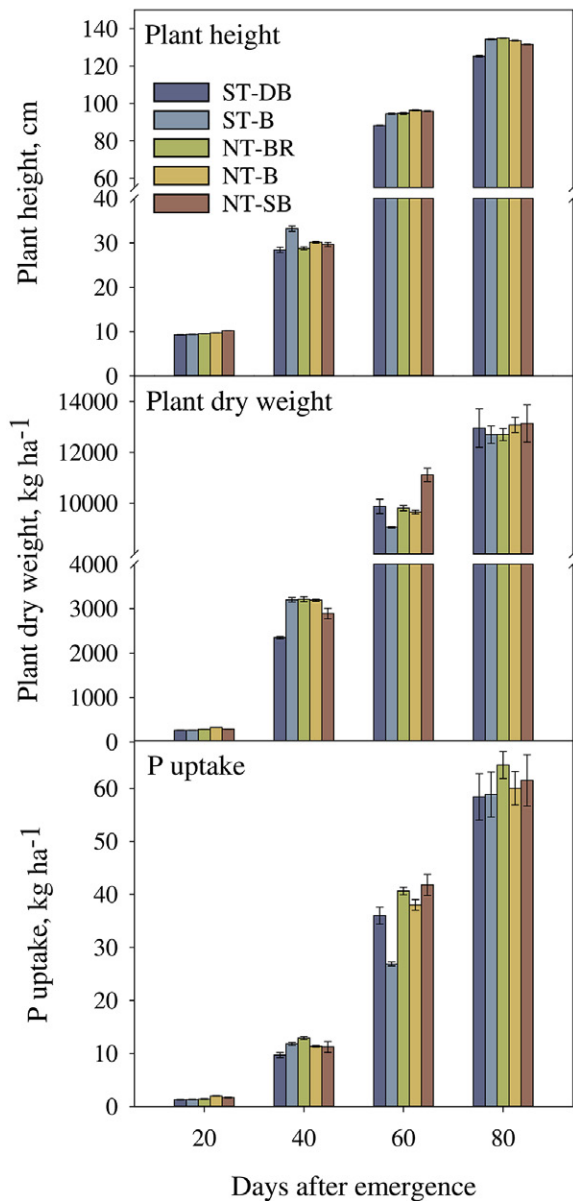 Plant height
140
120
100
80
60
40
30
20
10
0
Plant height, cm
ST-DB
ST-B
NT-BR
NT-B
NT-SB
Plant dry weight
14000
12000
10000
4000
3000
2000
1000
0
Plant dry weight, kg ha-1
P uptake
60
50
40
30
20
10
0
P uptake, kg ha-1
20 40 60 80
Days after emergence